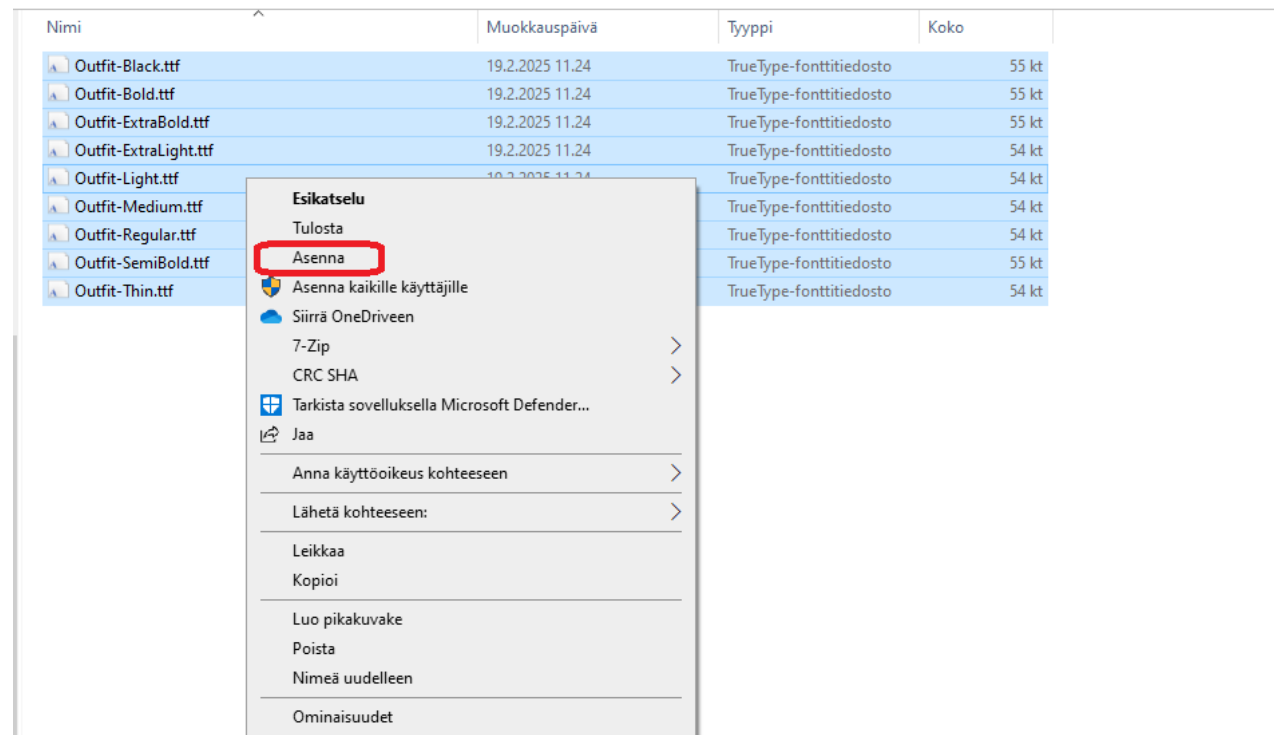 Nimi Muokkauspäivä Tyyppi Koko
Outfit-Black.ttf 19.2.2025 11.24 TrueType-fonttitiedosto 55 kt
Outfit-Bold.ttf 19.2.2025 11.24 TrueType-fonttitiedosto 55 kt
Outfit-ExtraBold.ttf 19.2.2025 11.24 TrueType-fonttitiedosto 55 kt
Outfit-ExtraLight.ttf 19.2.2025 11.24 TrueType-fonttitiedosto 54 kt
Outfit-Light.ttf 19.2.2025 11.24 TrueType-fonttitiedosto 54 kt
Outfit-Medium.ttf TrueType-fonttitiedosto 54 kt
Outfit-Regular.ttf TrueType-fonttitiedosto 54 kt
Outfit-SemiBold.ttf TrueType-fonttitiedosto 55 kt
Outfit-Thin.ttf TrueType-fonttitiedosto 54 kt
Esikatselu
Tulosta
Asenna
Asenna kaikille käyttäjille
Siirrä OneDriveen
7-Zip
CRC SHA
Tarkista sovelluksella Microsoft Defender...
Jaa
Anna käyttöoikeus kohteeseen
Lähetä kohteeseen:
Leikkaa
Kopioi
Luo pikakuvake
Poista
Nimeä uudelleen
Ominaisuudet